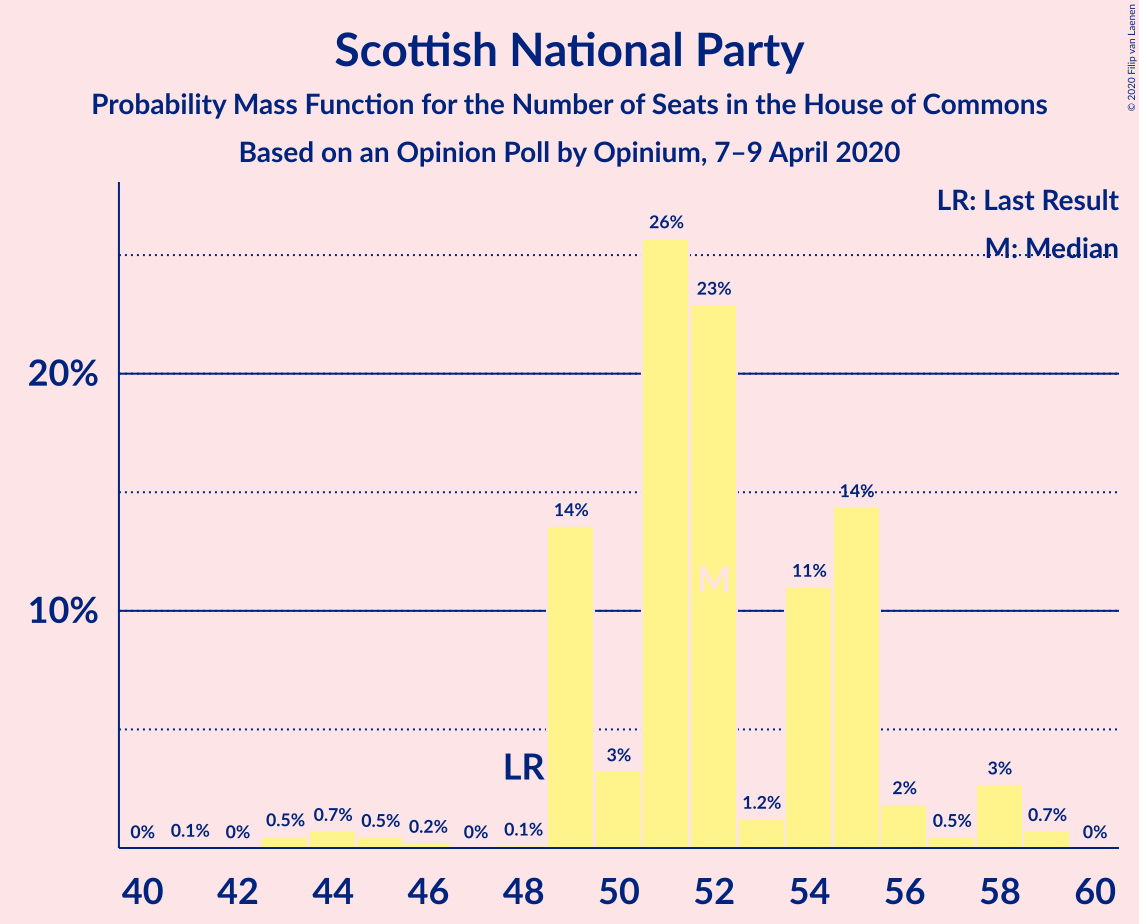 Scottish National Party
Probability Mass Function for the Number of Seats in the House of Commons
Based on an Opinion Poll by Opinium, 7–9 April 2020
© 2020 Filip van Laenen
LR: Last Result
M: Median
20%
10%
0% 0.1% 0% 0.5% 0.7% 0.5% 0.2% 0% 0.1% 14% 3% 26% 23% 1.2% 11% 14% 2% 0.5% 3% 0.7% 0%
LR
M
40 42 44 46 48 50 52 54 56 58 60